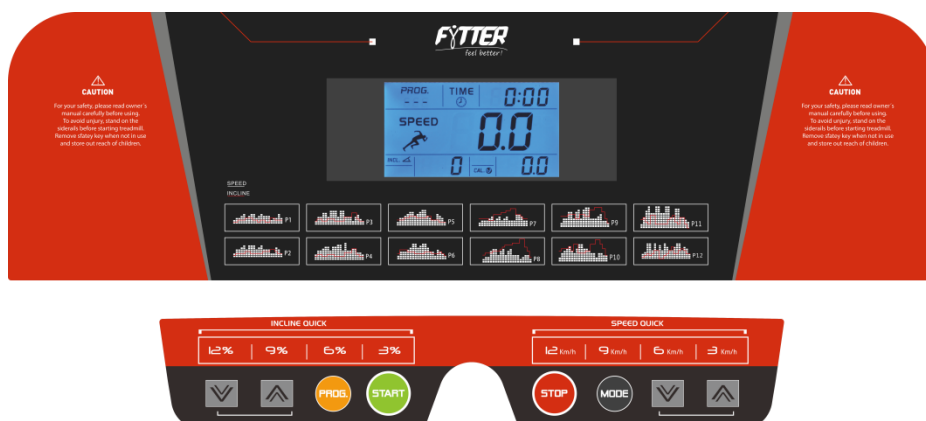 FYTTER
feel better!
CAUTION
For your safety, please read owner`s
manual carefully before using.
To avoid unjury, stand on the
siderails before starting treadmill.
Remove sfatey key when not in use
and store out reach of children.
PROG. TIME 0:00
---
SPEED 0.0
INCL. 0 CAL. 0.0
CAUTION
For your safety, please read owner`s
manual carefully before using.
To avoid unjury, stand on the
siderails before starting treadmill.
Remove sfatey key when not in use
and store out reach of children.
SPEED
INCLINE
P1 P3 P5 P7 P9 P11
P2 P4 P6 P8 P10 P12
INCLINE QUICK
12% 9% 6% 3%
PROG. START
SPEED QUICK
12 Km/h 9 Km/h 6 Km/h 3 Km/h
STOP MODE